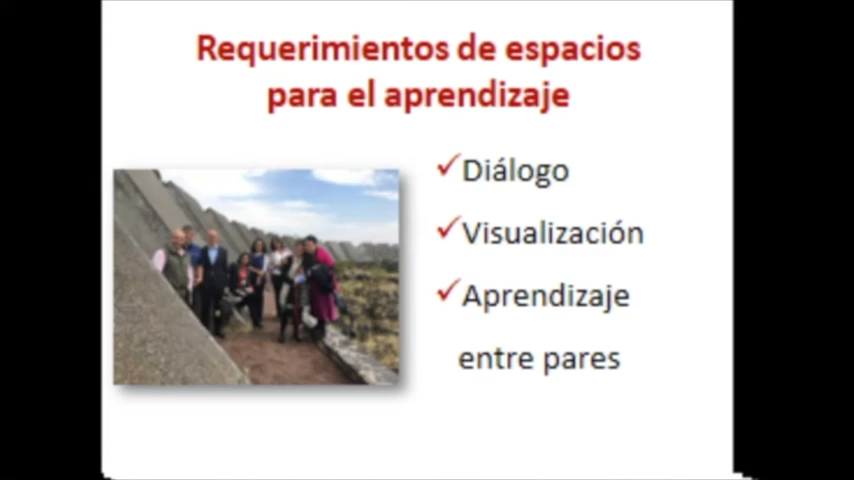 Requerimientos de espacios
para el aprendizaje
Diálogo
Visualización
Aprendizaje
entre pares